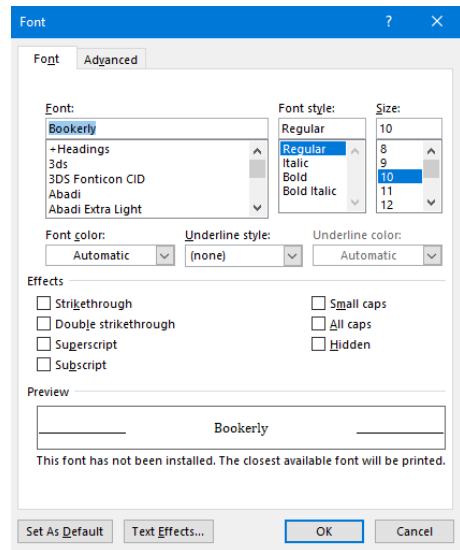 Font ? ×
Font Advanced
Font: Font style: Size:
Bookerly Regular 10
+Headings Regular 8
3ds Italic 9
3DS Fonticon CID Bold 10
Abadi Bold Italic 11
Abadi Extra Light 12
Font color: Underline style: Underline color:
Automatic (none) Automatic
Effects
Strikethrough Small caps
Double strikethrough All caps
Superscript Hidden
Subscript
Preview
Bookerly
This font has not been installed. The closest available font will be printed.
Set As Default Text Effects... OK Cancel